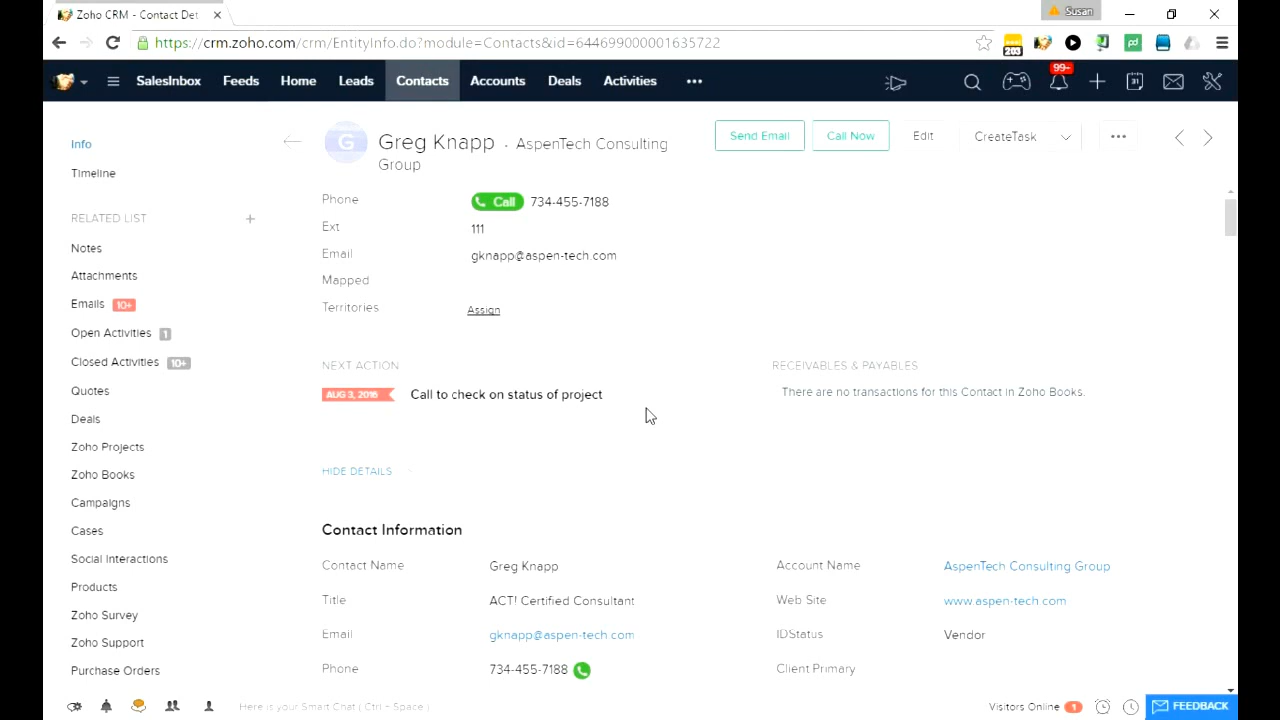 Zoho CRM - Contact Det
Susan
https://crm.zoho.com/crm/EntityInfo.do?module=Contacts&id=644699000001635722
203
SalesInbox Feeds Home Leads Contacts Accounts Deals Activities
99+
31
Info
Timeline
RELATED LIST
Notes
Attachments
Emails 10+
Open Activities 1
Closed Activities 10+
Quotes
Deals
Zoho Projects
Zoho Books
Campaigns
Cases
Social Interactions
Products
Zoho Survey
Zoho Support
Purchase Orders
G
Greg Knapp · AspenTech Consulting
Group
Send Email Call Now Edit CreateTask
Phone Call 734-455-7188
Ext 111
Email gknapp@aspen-tech.com
Mapped
Territories Assign
NEXT ACTION
AUG 3, 2016 Call to check on status of project
RECEIVABLES & PAYABLES
There are no transactions for this Contact in Zoho Books.
HIDE DETAILS
Contact Information
Contact Name Greg Knapp Account Name AspenTech Consulting Group
Title ACT! Certified Consultant Web Site www.aspen-tech.com
Email gknapp@aspen-tech.com IDStatus Vendor
Phone 734-455-7188 Client Primary
Here is your Smart Chat ( Ctrl + Space )
Visitors Online 1
FEEDBACK